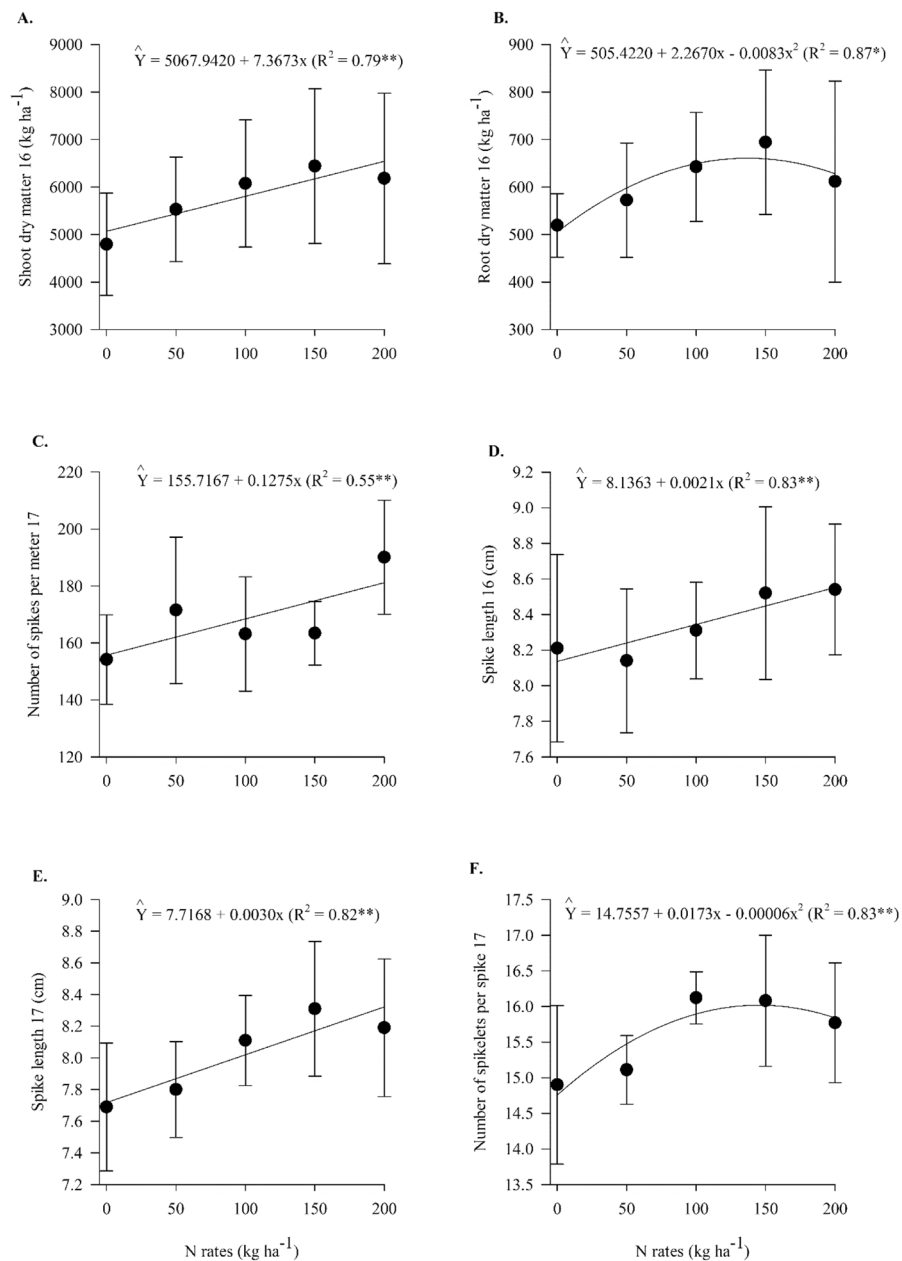 A.
Ŷ = 5067.9420 + 7.3673x (R² = 0.79**)
Shoot dry matter 16 (kg ha⁻¹)
9000
8000
7000
6000
5000
4000
3000
0 50 100 150 200
B.
Ŷ = 505.4220 + 2.2670x - 0.0083x² (R² = 0.87*)
Root dry matter 16 (kg ha⁻¹)
900
800
700
600
500
400
300
0 50 100 150 200
C.
Ŷ = 155.7167 + 0.1275x (R² = 0.55**)
Number of spikes per meter 17
220
200
180
160
140
120
0 50 100 150 200
D.
Ŷ = 8.1363 + 0.0021x (R² = 0.83**)
Spike length 16 (cm)
9.2
9.0
8.8
8.6
8.4
8.2
8.0
7.8
7.6
0 50 100 150 200
E.
Ŷ = 7.7168 + 0.0030x (R² = 0.82**)
Spike length 17 (cm)
9.0
8.8
8.6
8.4
8.2
8.0
7.8
7.6
7.4
7.2
0 50 100 150 200
N rates (kg ha⁻¹)
F.
Ŷ = 14.7557 + 0.0173x - 0.00006x² (R² = 0.83**)
Number of spikelets per spike 17
17.5
17.0
16.5
16.0
15.5
15.0
14.5
14.0
13.5
0 50 100 150 200
N rates (kg ha⁻¹)